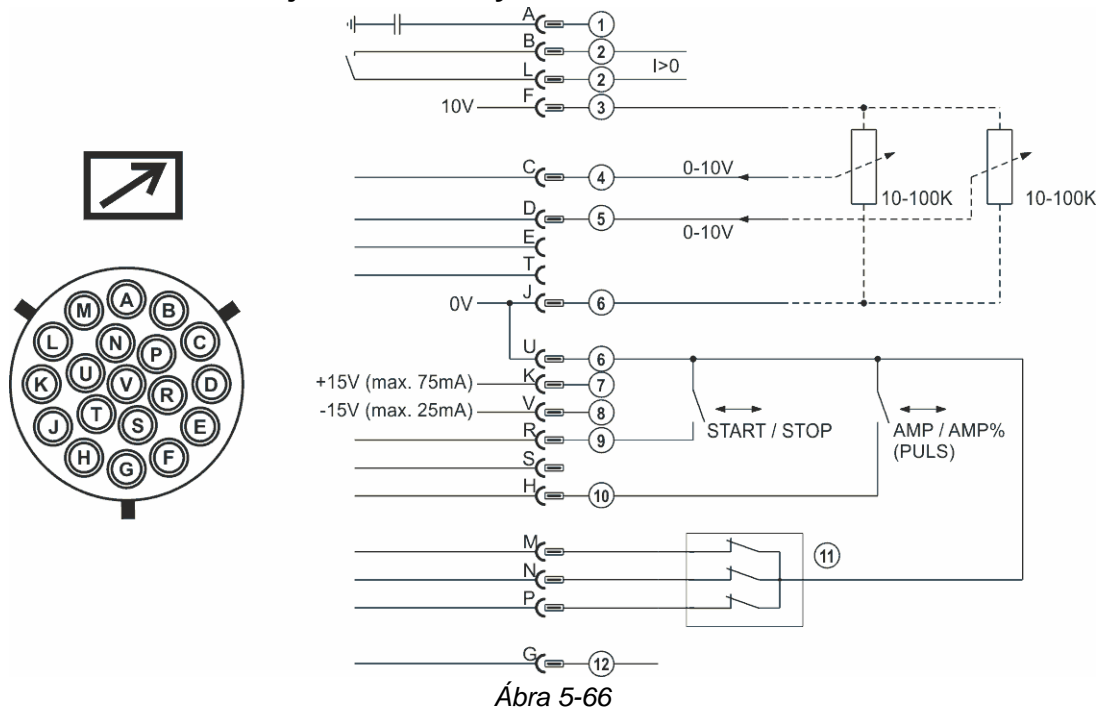 A 1
B 2
L 2 I>0
10V F 3
C 4 0-10V
10-100K 10-100K
D 5
0-10V
E
T
0V J 6
U 6
+15V (max. 75mA) K 7
-15V (max. 25mA) V 8
R 9 START / STOP AMP / AMP%
(PULS)
S
H 10
M 11
N
P
G 12
A
M B
L N P C
K U V R D
J T S E
H G F
Ábra 5-66